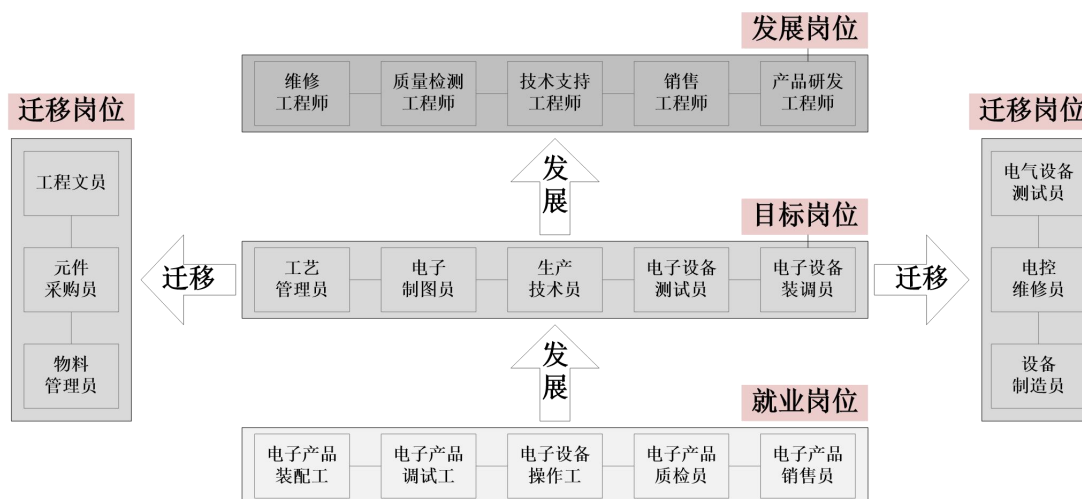 发展岗位
维修
工程师
质量检测
工程师
技术支持
工程师
销售
工程师
产品研发
工程师
迁移岗位
工程文员
元件
采购员
物料
管理员
迁移岗位
电气设备
测试员
电控
维修员
设备
制造员
发展
目标岗位
迁移
工艺
管理员
电子
制图员
生产
技术员
电子设备
测试员
电子设备
装调员
迁移
发展
就业岗位
电子产品
装配工
电子产品
调试工
电子设备
操作工
电子产品
质检员
电子产品
销售员